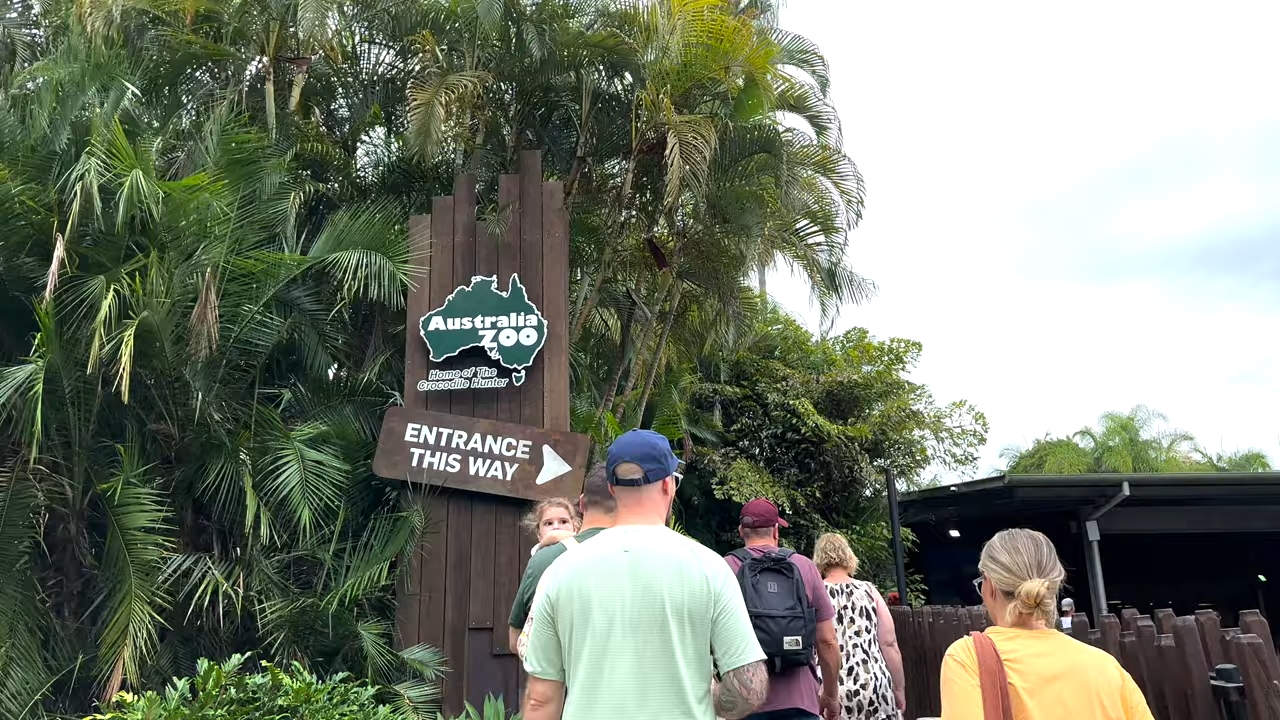 Australia
ZOO
Home of The
Crocodile Hunter
ENTRANCE
THIS WAY